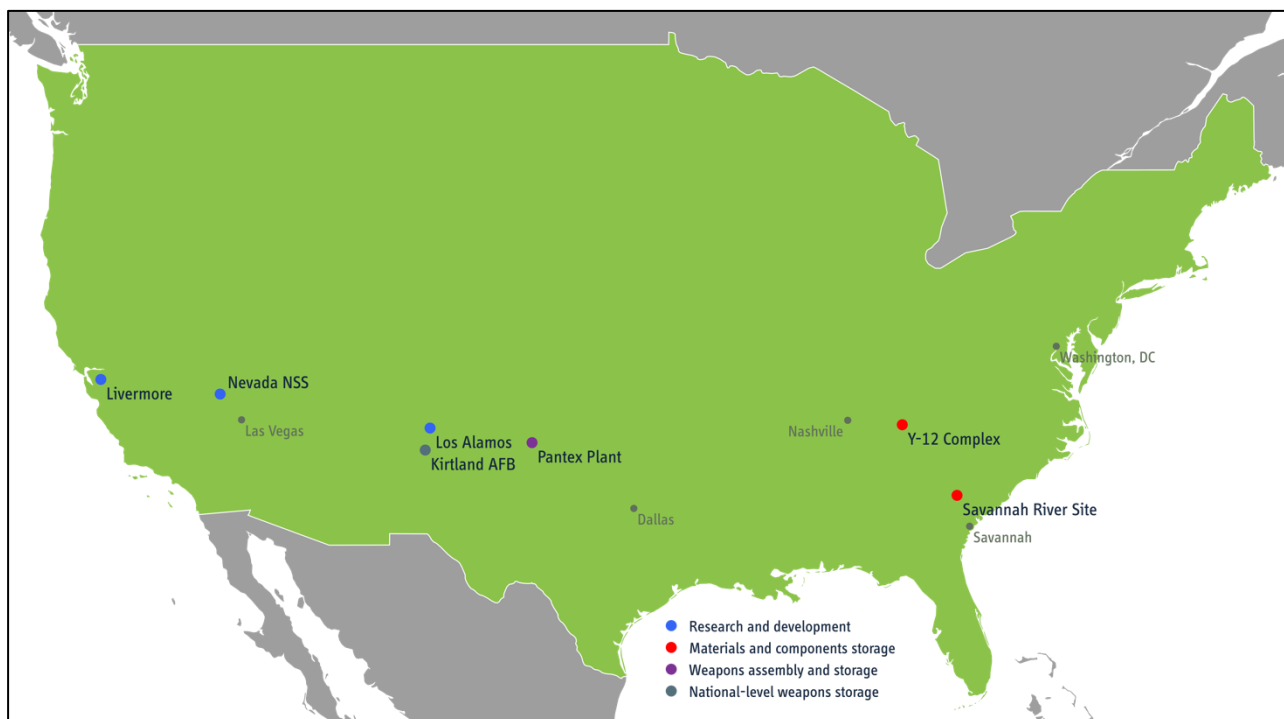 Washington, DC
Livermore
Nevada NSS
Las Vegas
Los Alamos
Kirtland AFB
Pantex Plant
Nashville
Y-12 Complex
Dallas
Savannah River Site
Savannah
Research and development
Materials and components storage
Weapons assembly and storage
National-level weapons storage